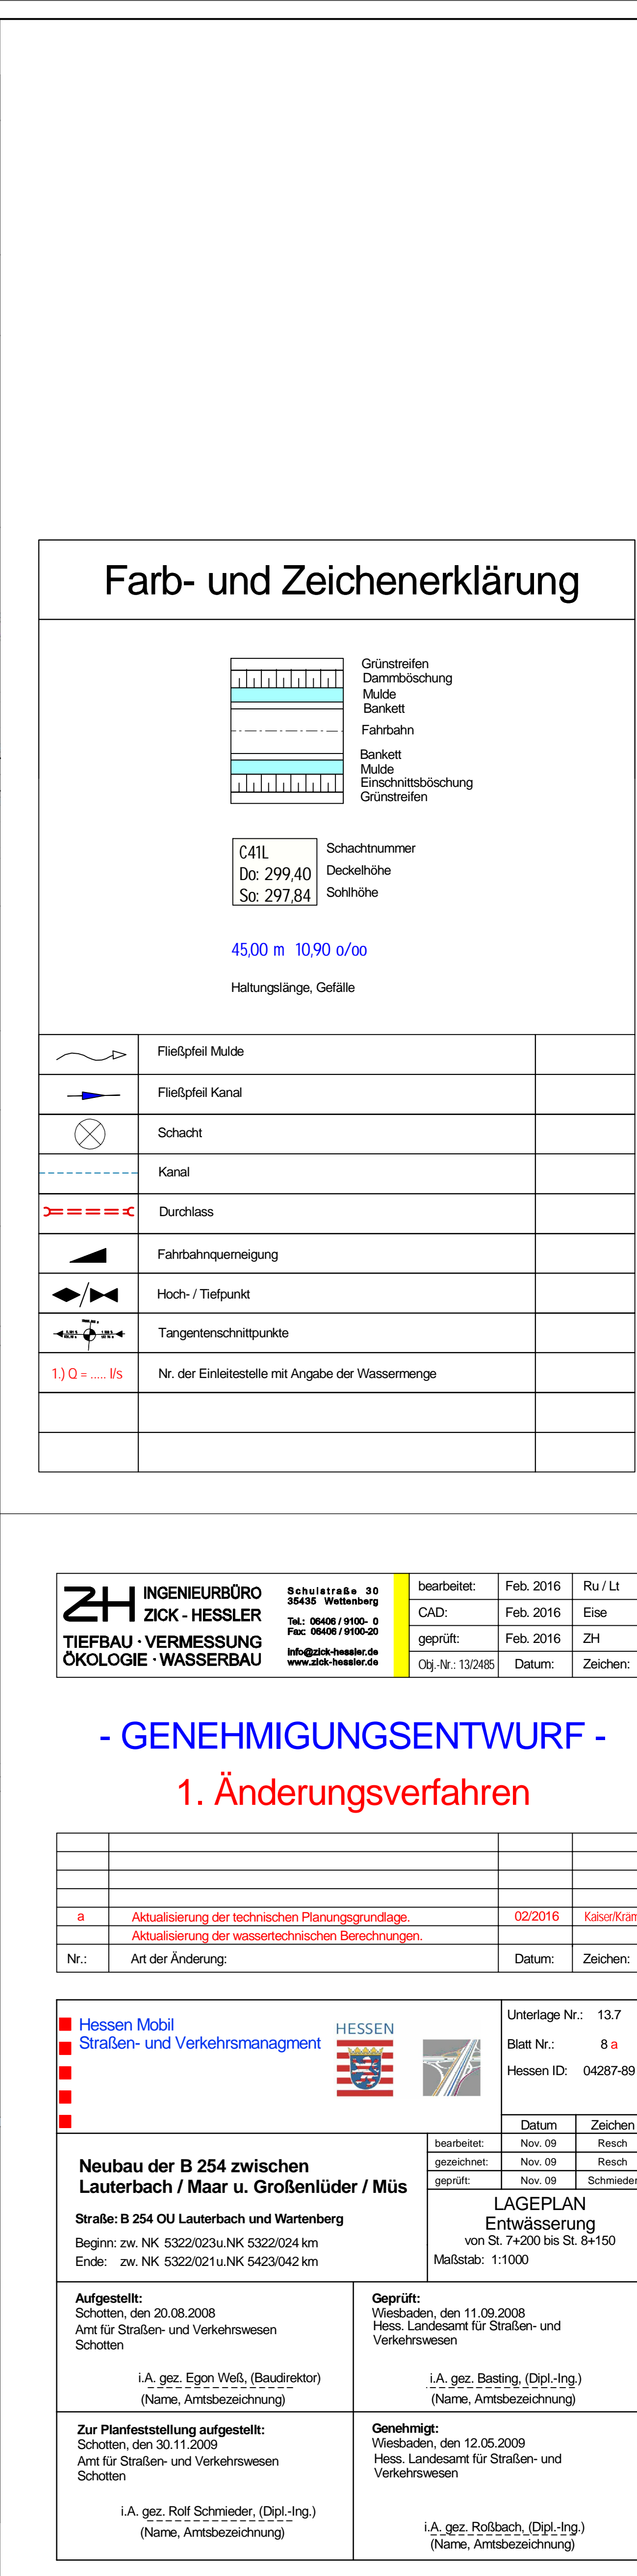 Farb- und Zeichenerklärung
Grünstreifen
Dammböschung
Mulde
Bankett
Fahrbahn
Bankett
Mulde
Einschnittsböschung
Grünstreifen
C41L Schachtnummer
Do: 299,40 Deckelhöhe
So: 297,84 Sohlhöhe
45,00 m 10,90 o/oo
Haltungslänge, Gefälle
Fließpfeil Mulde
Fließpfeil Kanal
Schacht
Kanal
Durchlass
Fahrbahnquerneigung
Hoch- / Tiefpunkt
Tangentenschnittpunkte
1.) Q = ..... l/s Nr. der Einleitestelle mit Angabe der Wassermenge
ZH INGENIEURBÜRO
ZICK - HESSLER
TIEFBAU · VERMESSUNG
ÖKOLOGIE · WASSERBAU
Schulstraße 30
35435 Wettenberg
Tel.: 06406 / 9100- 0
Fax: 06406 / 9100-20
info@zick-hessler.de
www.zick-hessler.de
bearbeitet: Feb. 2016 Ru / Lt
CAD: Feb. 2016 Eise
geprüft: Feb. 2016 ZH
Obj.-Nr.: 13/2485 Datum: Zeichen:
- GENEHMIGUNGSENTWURF -
1. Änderungsverfahren
a Aktualisierung der technischen Planungsgrundlage. 02/2016 Kaiser/Kräm
Aktualisierung der wassertechnischen Berechnungen.
Nr.: Art der Änderung: Datum: Zeichen:
Hessen Mobil
Straßen- und Verkehrsmanagment
HESSEN
Unterlage Nr.: 13.7
Blatt Nr.: 8 a
Hessen ID: 04287-89
Datum Zeichen
bearbeitet: Nov. 09 Resch
gezeichnet: Nov. 09 Resch
geprüft: Nov. 09 Schmieder
Neubau der B 254 zwischen
Lauterbach / Maar u. Großenlüder / Müs
Straße: B 254 OU Lauterbach und Wartenberg
Beginn: zw. NK 5322/023u.NK 5322/024 km
Ende: zw. NK 5322/021u.NK 5423/042 km
LAGEPLAN
Entwässerung
von St. 7+200 bis St. 8+150
Maßstab: 1:1000
Aufgestellt:
Schotten, den 20.08.2008
Amt für Straßen- und Verkehrswesen
Schotten
i.A. gez. Egon Weß, (Baudirektor)
(Name, Amtsbezeichnung)
Geprüft:
Wiesbaden, den 11.09.2008
Hess. Landesamt für Straßen- und
Verkehrswesen
i.A. gez. Basting, (Dipl.-Ing.)
(Name, Amtsbezeichnung)
Zur Planfeststellung aufgestellt:
Schotten, den 30.11.2009
Amt für Straßen- und Verkehrswesen
Schotten
i.A. gez. Rolf Schmieder, (Dipl.-Ing.)
(Name, Amtsbezeichnung)
Genehmigt:
Wiesbaden, den 12.05.2009
Hess. Landesamt für Straßen- und
Verkehrswesen
i.A. gez. Roßbach, (Dipl.-Ing.)
(Name, Amtsbezeichnung)